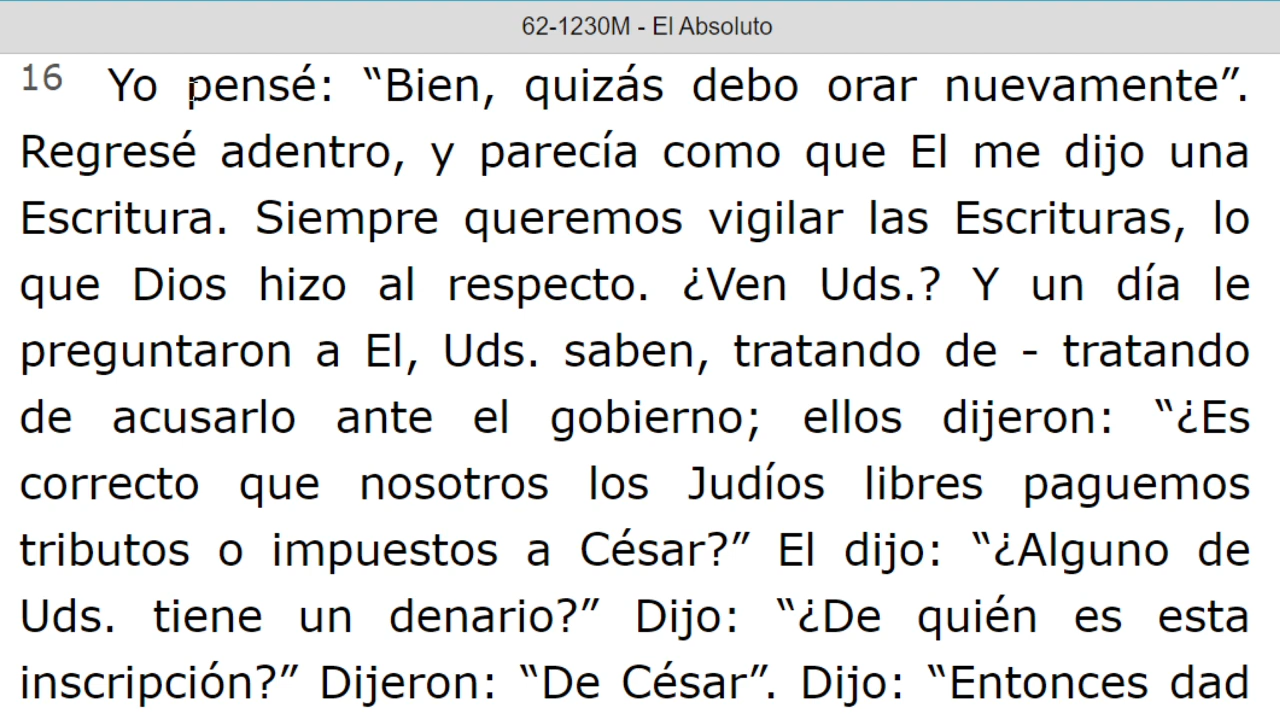 62-1230M - El Absoluto
16 Yo pensé: “Bien, quizás debo orar nuevamente”.
Regresé adentro, y parecía como que El me dijo una
Escritura. Siempre queremos vigilar las Escrituras, lo
que Dios hizo al respecto. ¿Ven Uds.? Y un día le
preguntaron a El, Uds. saben, tratando de - tratando
de acusarlo ante el gobierno; ellos dijeron: “¿Es
correcto que nosotros los Judíos libres paguemos
tributos o impuestos a César?” El dijo: “¿Alguno de
Uds. tiene un denario?” Dijo: “¿De quién es esta
inscripción?” Dijeron: “De César”. Dijo: “Entonces dad